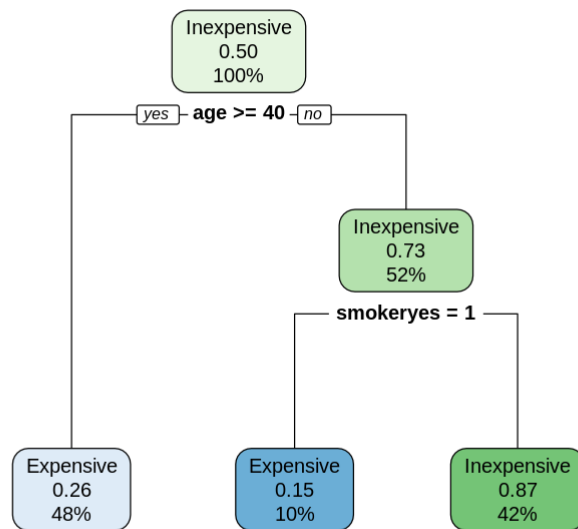 Inexpensive
0.50
100%
yes age >= 40 no
Inexpensive
0.73
52%
smokeryes = 1
Expensive
0.26
48%
Expensive
0.15
10%
Inexpensive
0.87
42%